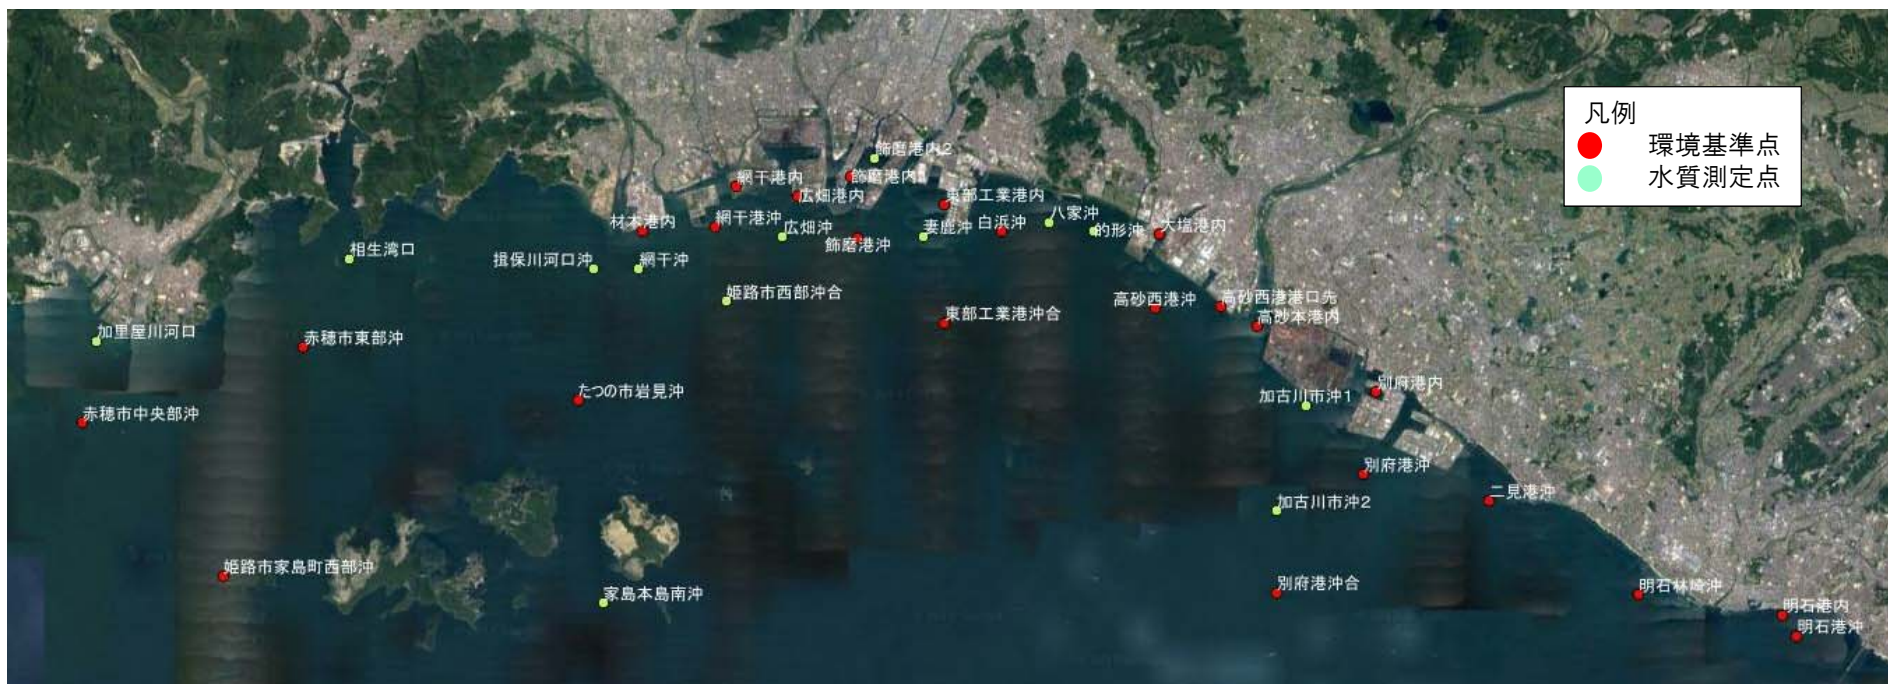 凡例
環境基準点
水質測定点
飾磨港内2
網干港内
飾磨港内1
広畑港内
東部工業港内
材木港内
網干港沖
広畑沖
飾磨港沖
妻鹿沖
白浜沖
八家沖
的形沖
大塩港内
相生湾口
揖保川河口沖
網干沖
姫路市西部沖合
東部工業港沖合
高砂西港沖
高砂西港港口先
高砂本港内
加里屋川河口
赤穂市東部沖
たつの市岩見沖
別府港内
加古川市沖1
赤穂市中央部沖
別府港沖
二見港沖
加古川市沖2
姫路市家島町西部沖
家島本島南沖
別府港沖合
明石林崎沖
明石港内
明石港沖